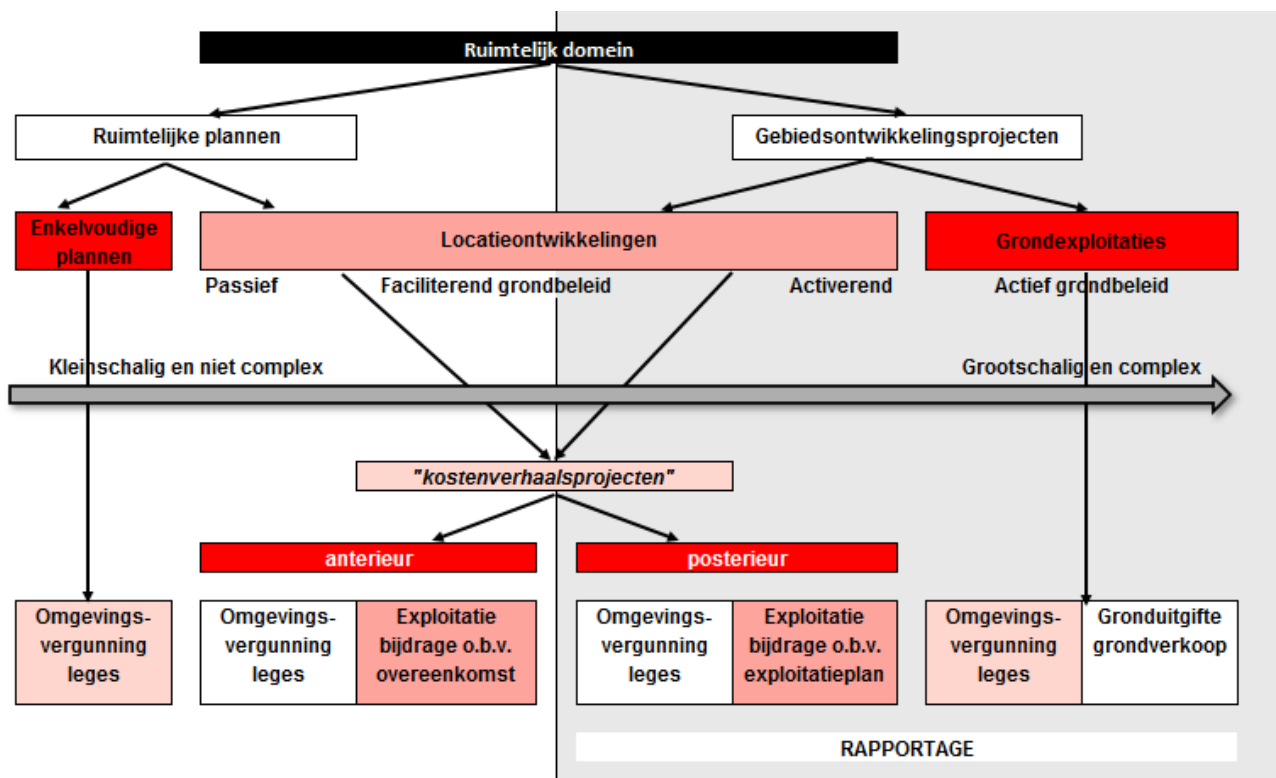 Ruimtelijk domein
Ruimtelijke plannen
Gebiedsontwikkelingsprojecten
Enkelvoudige
plannen
Locatieontwikkelingen
Grondexploitaties
Passief
Faciliterend grondbeleid
Activerend
Actief grondbeleid
Kleinschalig en niet complex
Grootschalig en complex
"kostenverhaalsprojecten"
anterieur
posterieur
Omgevings-
vergunning
leges
Omgevings-
vergunning
leges
Exploitatie
bijdrage o.b.v.
overeenkomst
Omgevings-
vergunning
leges
Exploitatie
bijdrage o.b.v.
exploitatieplan
Omgevings-
vergunning
leges
Gronduitgifte
grondverkoop
RAPPORTAGE